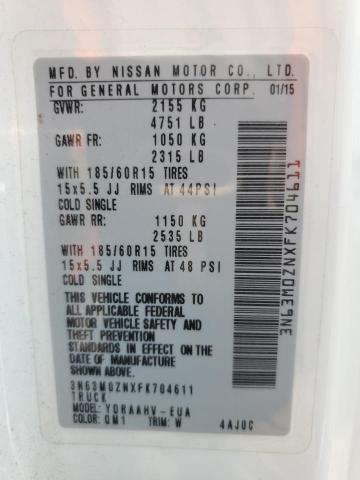 MFD. BY NISSAN MOTOR CO., LTD.
FOR GENERAL MOTORS CORP. 01/15
GVWR: 2155 KG
4751 LB
GAWR FR: 1050 KG
2315 LB
WITH 185/60R15 TIRES
15x5.5 JJ RIMS AT 44PSI
COLD SINGLE
GAWR RR: 1150 KG
2535 LB
WITH 185/60R15 TIRES
15x5.5 JJ RIMS AT 48 PSI
COLD SINGLE
THIS VEHICLE CONFORMS TO
ALL APPLICABLE FEDERAL
MOTOR VEHICLE SAFETY AND
THEFT PREVENTION
STANDARDS IN EFFECT ON THE
DATE OF MANUFACTURE
SHOWN ABOVE.
3N63M0ZNXFK704611
TRUCK
MODEL: YDRAAHV-EUA
COLOR: QM1 TRIM: W 4AJ0C
3N63M0ZNXFK704611